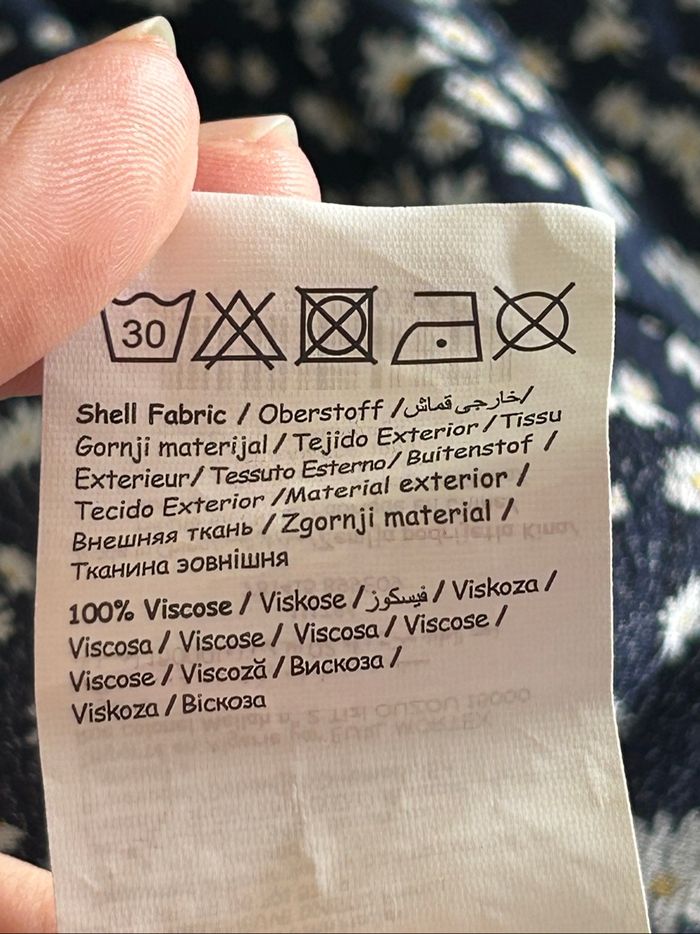 30
Shell Fabric / Oberstoff /خارجی قماش/
Gornji materijal / Tejido Exterior / Tissu
Exterieur/ Tessuto Esterno/ Buitenstof /
Tecido Exterior /Material exterior /
Внешняя ткань / Zgornji material /
Тканина зовнішня
100% Viscose / Viskose /فيسكوز / Viskoza /
Viscosa / Viscose / Viscosa / Viscose /
Viscose / Viscoză / Вискоза /
Viskoza / Віскоза